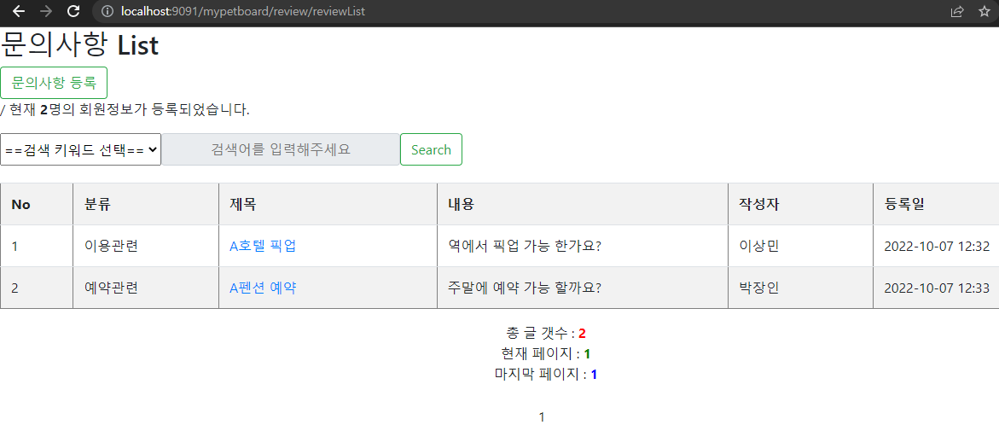 localhost:9091/mypetboard/review/reviewList
문의사항 List
문의사항 등록
/ 현재 2명의 회원정보가 등록되었습니다.
==검색 키워드 선택== 검색어를 입력해주세요 Search
No 분류 제목 내용 작성자 등록일
1 이용관련 A호텔 픽업 역에서 픽업 가능 한가요? 이상민 2022-10-07 12:32
2 예약관련 A펜션 예약 주말에 예약 가능 할까요? 박장인 2022-10-07 12:33
총 글 갯수 : 2
현재 페이지 : 1
마지막 페이지 : 1
1